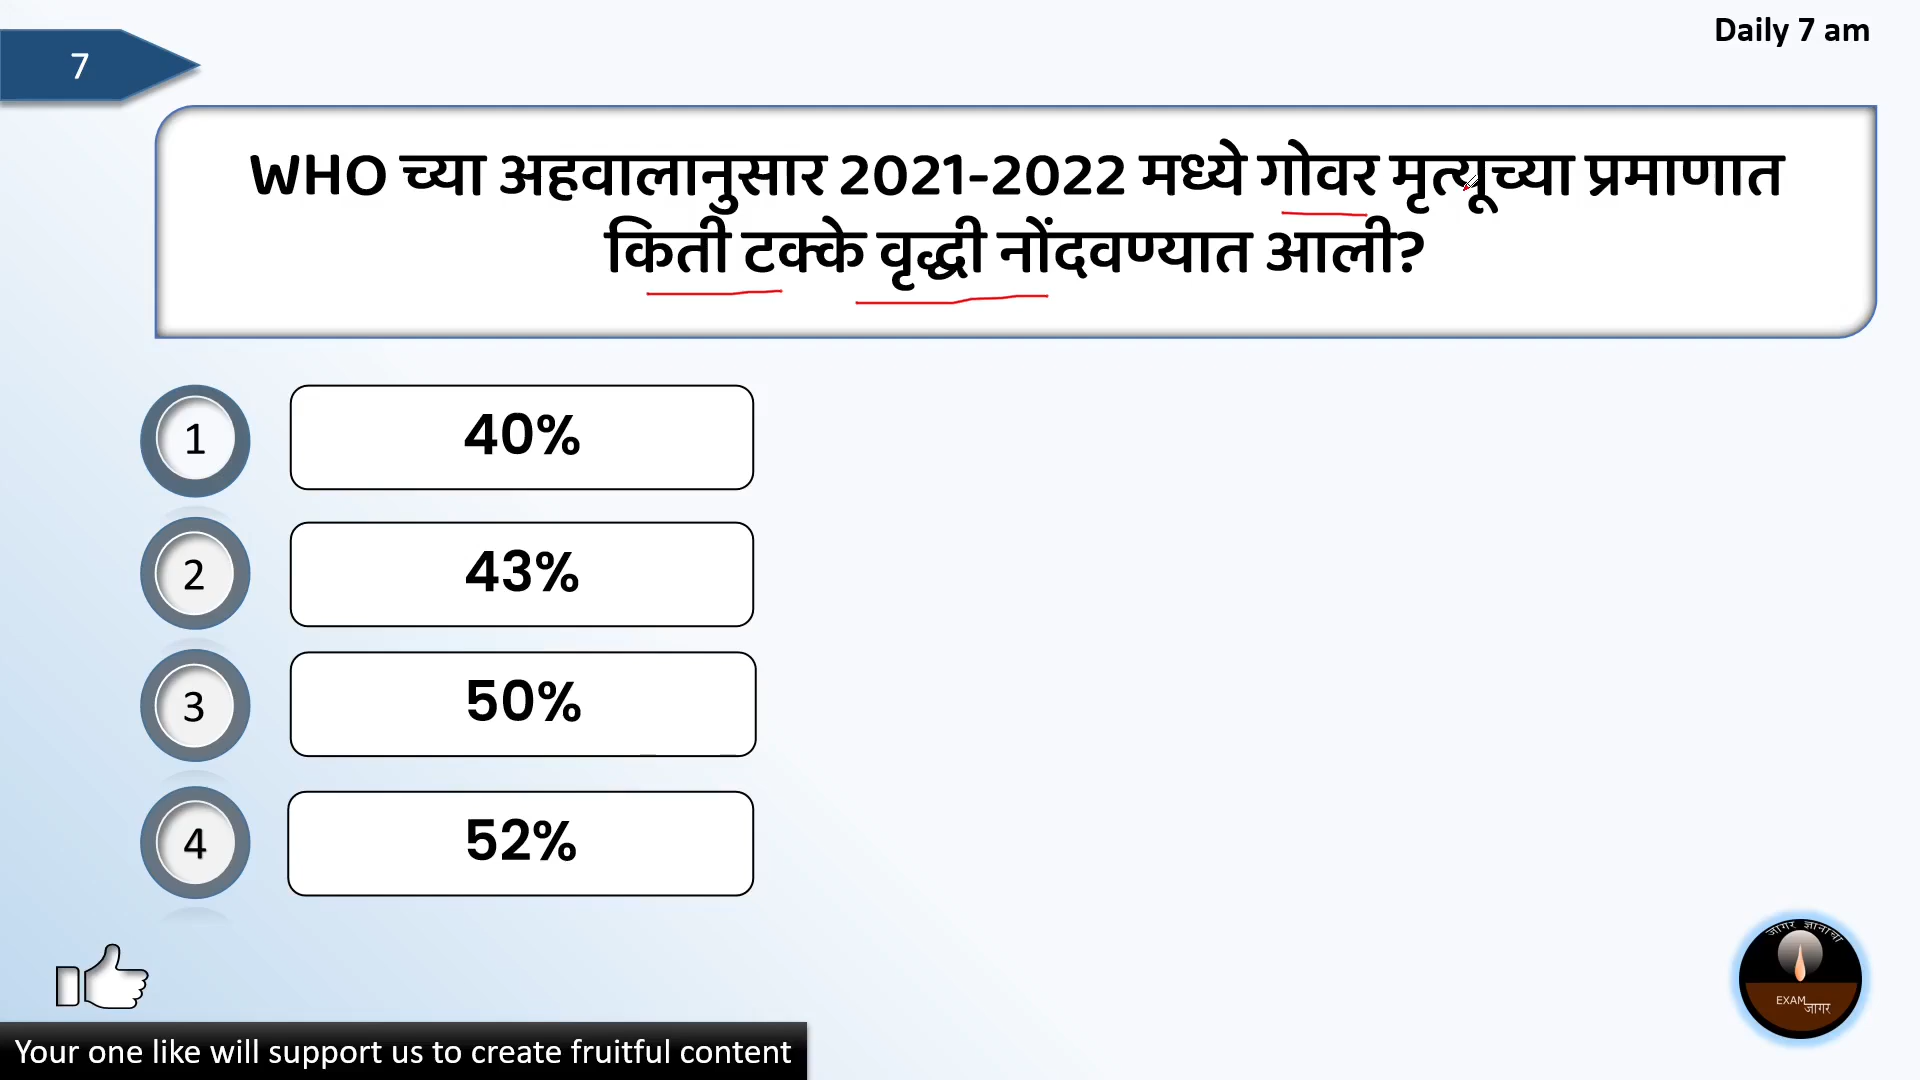 Daily 7 am
7
WHO च्या अहवालानुसार 2021-2022 मध्ये गोवर मृत्यूच्या प्रमाणात
किती टक्के वृद्धी नोंदवण्यात आली?
1
40%
2
43%
3
50%
4
52%
जागर ज्ञानाचा
EXAM
जागर
Your one like will support us to create fruitful content